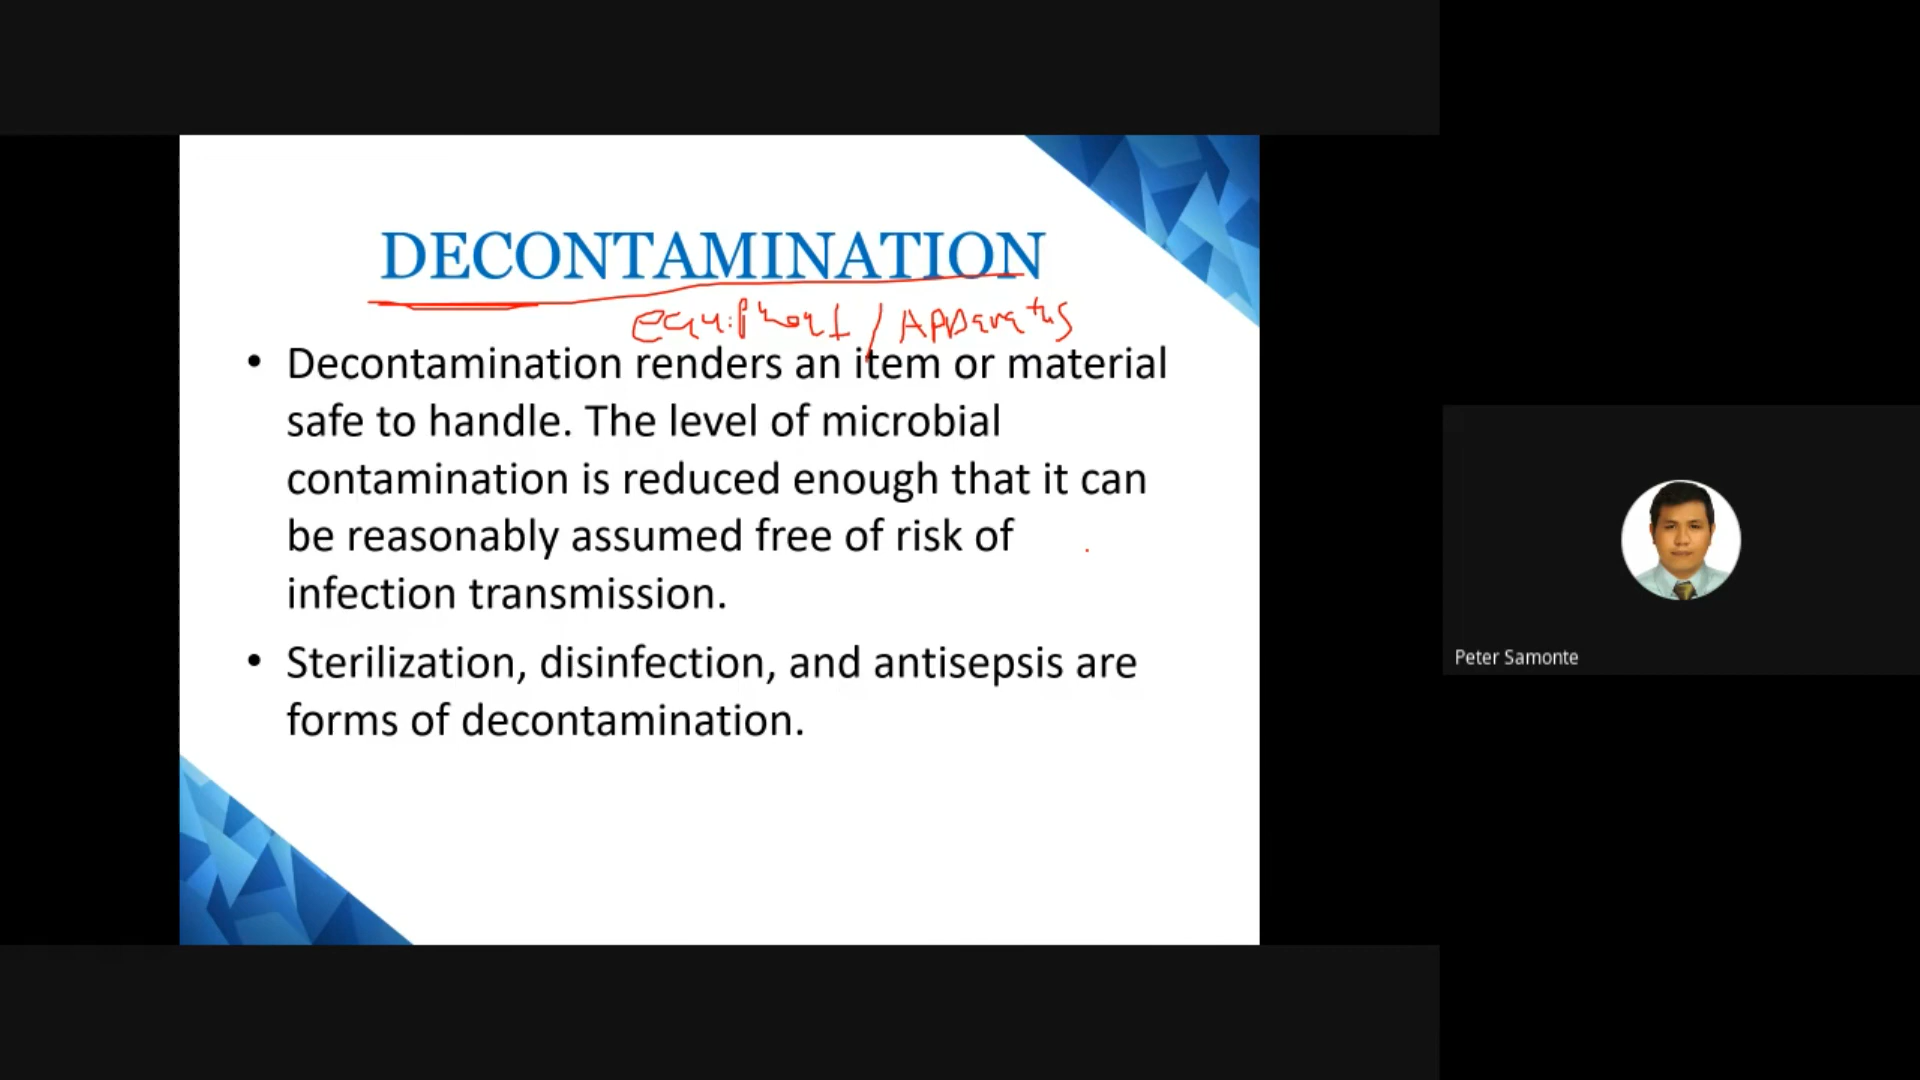 DECONTAMINATION
equipment / Apparatus
• Decontamination renders an item or material
safe to handle. The level of microbial
contamination is reduced enough that it can
be reasonably assumed free of risk of
infection transmission.
• Sterilization, disinfection, and antisepsis are
forms of decontamination.
Peter Samonte